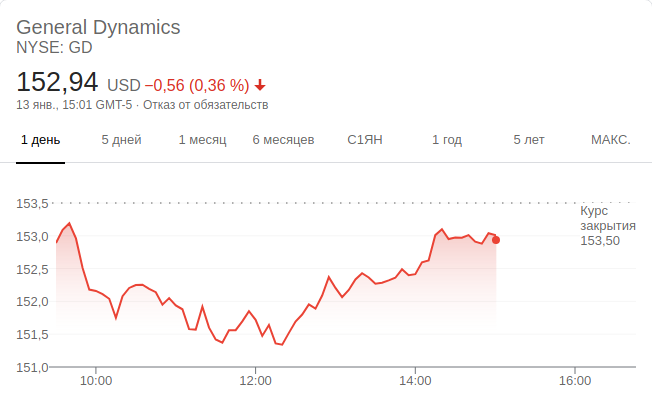 General Dynamics
NYSE: GD
152,94 USD −0,56 (0,36 %)
13 янв., 15:01 GMT-5 · Отказ от обязательств
1 день 5 дней 1 месяц 6 месяцев С1ЯН 1 год 5 лет МАКС.
153,5
Курс
закрытия
153,50
153,0
152,5
152,0
151,5
151,0
10:00 12:00 14:00 16:00